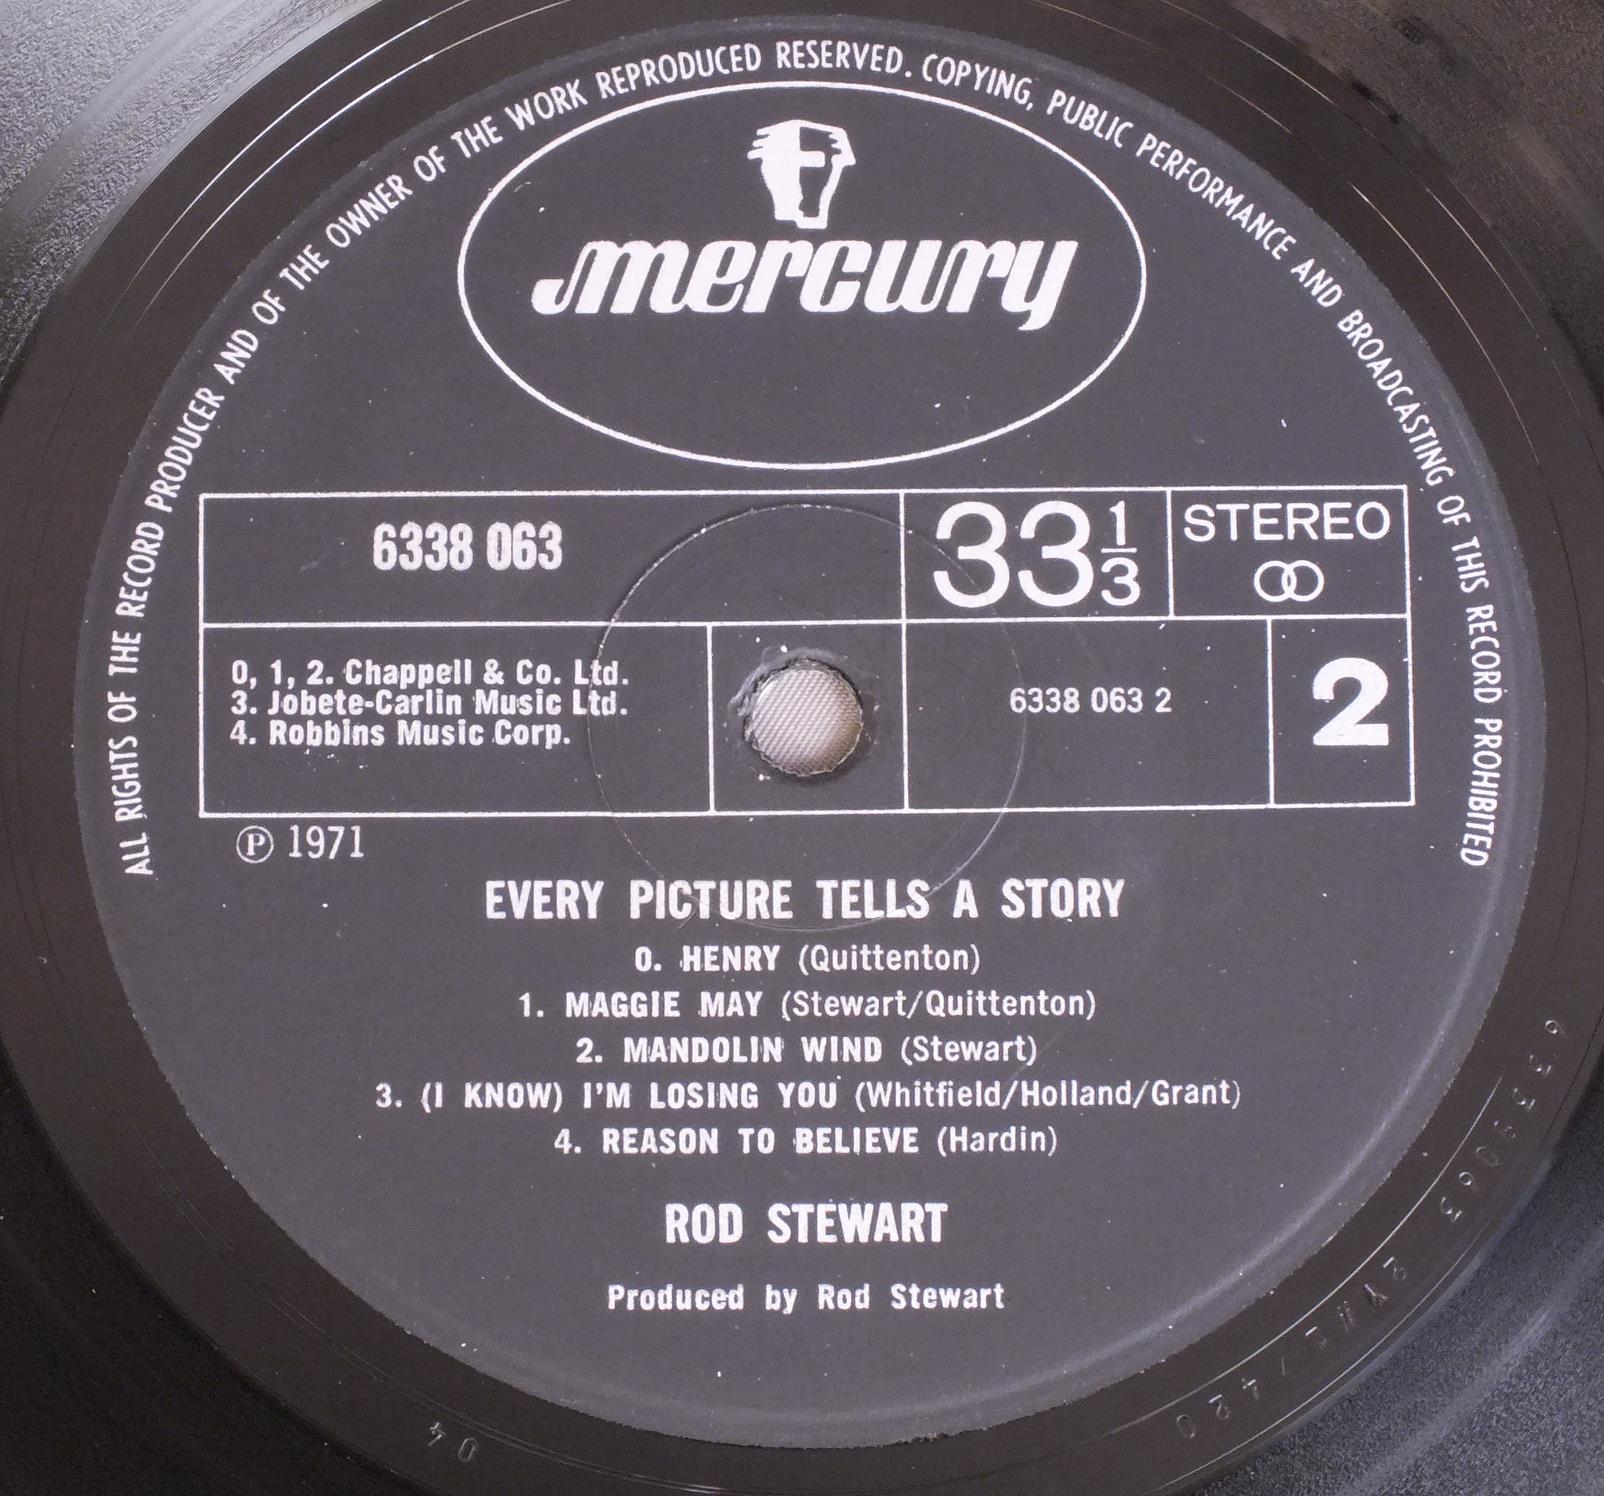 ALL RIGHTS OF THE RECORD PRODUCER AND OF THE OWNER OF THE WORK REPRODUCED RESERVED. COPYING, PUBLIC PERFORMANCE AND BROADCASTING OF THIS RECORD PROHIBITED
mercury
6338 063
33 1/3
STEREO
0, 1, 2. Chappell & Co. Ltd.
3. Jobete-Carlin Music Ltd.
4. Robbins Music Corp.
6338 063 2
2
Ⓟ 1971
EVERY PICTURE TELLS A STORY
0. HENRY (Quittenton)
1. MAGGIE MAY (Stewart/Quittenton)
2. MANDOLIN WIND (Stewart)
3. (I KNOW) I'M LOSING YOU (Whitfield/Holland/Grant)
4. REASON TO BELIEVE (Hardin)
ROD STEWART
Produced by Rod Stewart
04